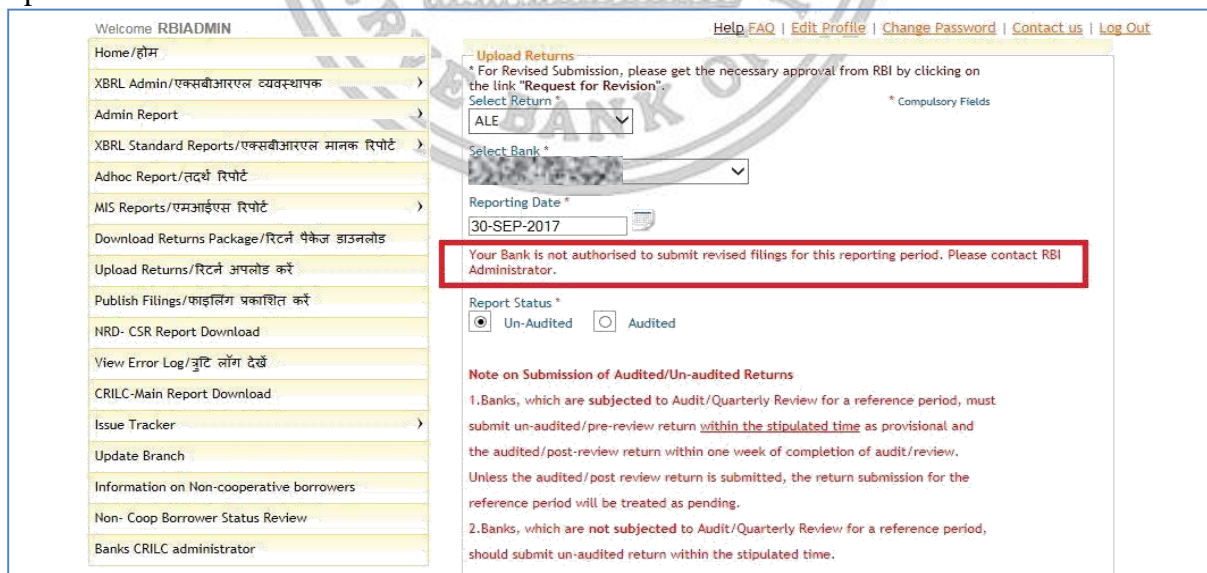 Welcome RBIADMIN
Help FAQ | Edit Profile | Change Password | Contact us | Log Out
Home/होम
XBRL Admin/एक्सबीआरएल व्यवस्थापक
Admin Report
XBRL Standard Reports/एक्सबीआरएल मानक रिपोर्ट
Adhoc Report/तदर्थ रिपोर्ट
MIS Reports/एमआईएस रिपोर्ट
Download Returns Package/रिटर्न पैकेज डाउनलोड
Upload Returns/रिटर्न अपलोड करें
Publish Filings/फाइलिंग प्रकाशित करें
NRD- CSR Report Download
View Error Log/त्रुटि लॉग देखें
CRILC-Main Report Download
Issue Tracker
Update Branch
Information on Non-cooperative borrowers
Non- Coop Borrower Status Review
Banks CRILC administrator
Upload Returns
* For Revised Submission, please get the necessary approval from RBI by clicking on
the link "Request for Revision".
Select Return *
* Compulsory Fields
ALE
Select Bank *
Reporting Date *
30-SEP-2017
Your Bank is not authorised to submit revised filings for this reporting period. Please contact RBI
Administrator.
Report Status *
Un-Audited Audited
Note on Submission of Audited/Un-audited Returns
1.Banks, which are subjected to Audit/Quarterly Review for a reference period, must
submit un-audited/pre-review return within the stipulated time as provisional and
the audited/post-review return within one week of completion of audit/review.
Unless the audited/post review return is submitted, the return submission for the
reference period will be treated as pending.
2.Banks, which are not subjected to Audit/Quarterly Review for a reference period,
should submit un-audited return within the stipulated time.
BANK OF